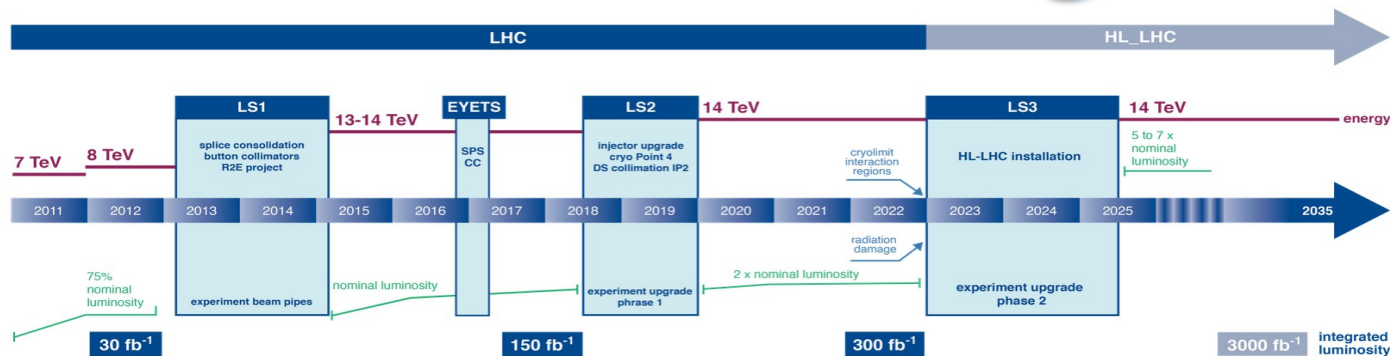 LHC
HL_LHC
LS1
EYETS
LS2
LS3
7 TeV
8 TeV
13-14 TeV
14 TeV
14 TeV
energy
splice consolidation
button collimators
R2E project
SPS
CC
injector upgrade
cryo Point 4
DS collimation IP2
cryolimit
interaction
regions
HL-LHC installation
5 to 7 x
nominal
luminosity
2011 2012 2013 2014 2015 2016 2017 2018 2019 2020 2021 2022 2023 2024 2025 2035
radiation
damage
75%
nominal
luminosity
experiment beam pipes
nominal luminosity
experiment upgrade
phrase 1
2 x nominal luminosity
experiment upgrade
phase 2
30 fb-1
150 fb-1
300 fb-1
3000 fb-1
integrated
luminosity